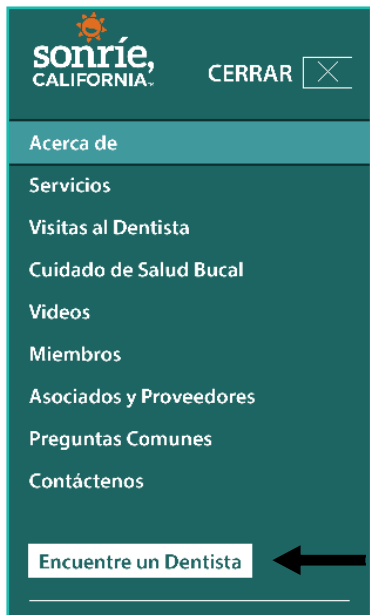 sonríe,
CALIFORNIA™
CERRAR
Acerca de
Servicios
Visitas al Dentista
Cuidado de Salud Bucal
Videos
Miembros
Asociados y Proveedores
Preguntas Comunes
Contáctenos
Encuentre un Dentista